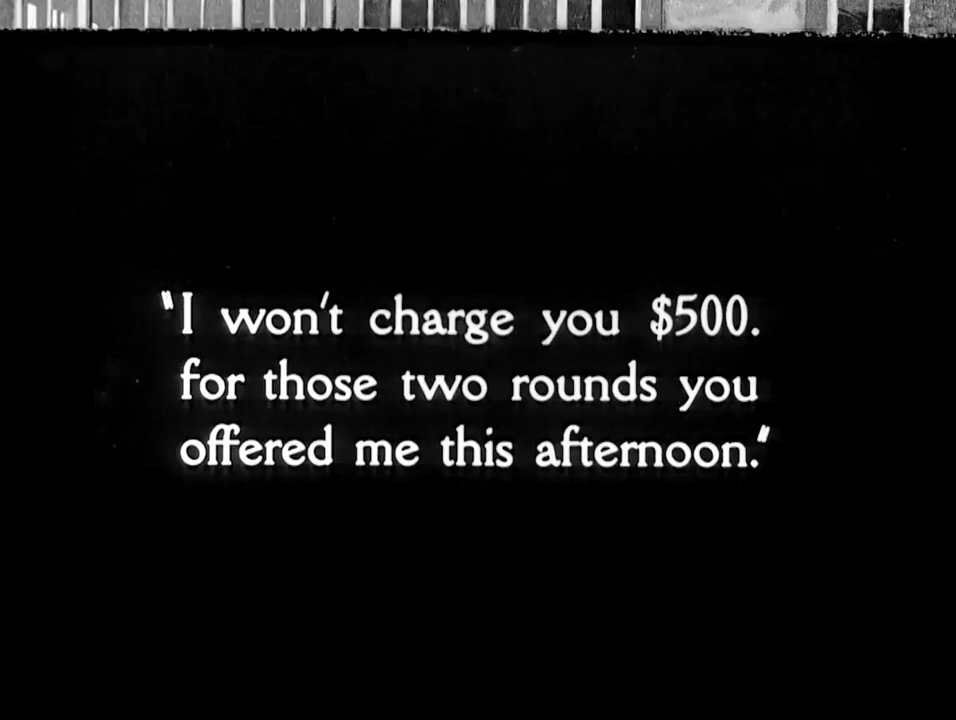 "I won't charge you $500.
for those two rounds you
offered me this afternoon."